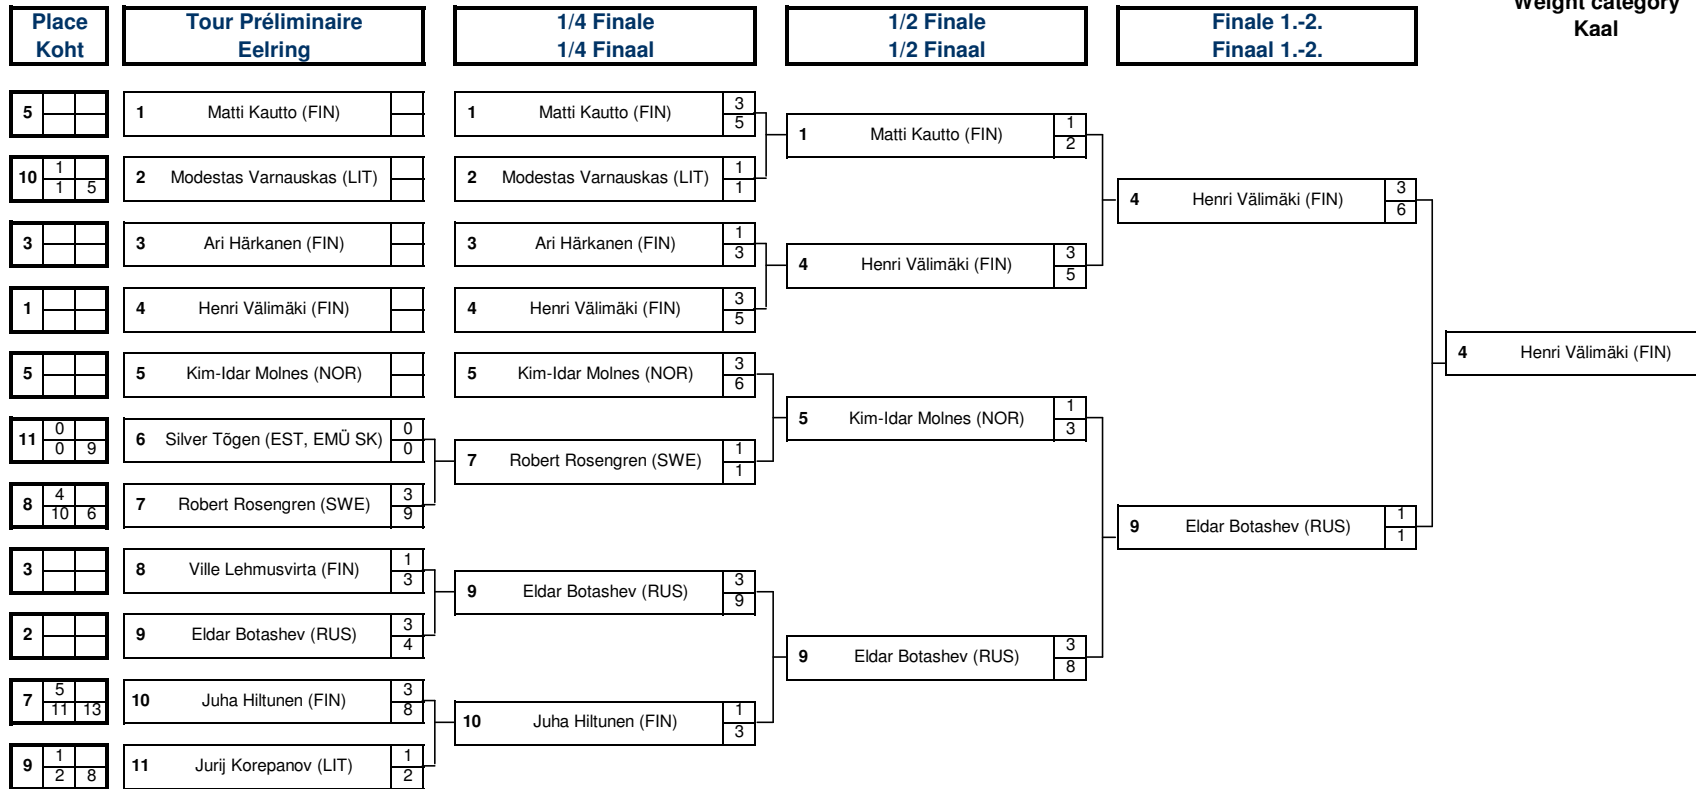 Weight category
Kaal
Place
Koht
Tour Préliminaire
Eelring
1/4 Finale
1/4 Finaal
1/2 Finale
1/2 Finaal
Finale 1.-2.
Finaal 1.-2.
5
1 Matti Kautto (FIN)
10 1
1 5
2 Modestas Varnauskas (LIT)
3
3 Ari Härkanen (FIN)
1
4 Henri Välimäki (FIN)
5
5 Kim-Idar Molnes (NOR)
11 0
0 9
6 Silver Tõgen (EST, EMÜ SK) 0
0
8 4
10 6
7 Robert Rosengren (SWE) 3
9
3
8 Ville Lehmusvirta (FIN) 1
3
2
9 Eldar Botashev (RUS) 3
4
7 5
11 13
10 Juha Hiltunen (FIN) 3
8
9 1
2 8
11 Jurij Korepanov (LIT) 1
2
1 Matti Kautto (FIN) 3
5
2 Modestas Varnauskas (LIT) 1
1
3 Ari Härkanen (FIN) 1
3
4 Henri Välimäki (FIN) 3
5
5 Kim-Idar Molnes (NOR) 3
6
7 Robert Rosengren (SWE) 1
1
9 Eldar Botashev (RUS) 3
9
10 Juha Hiltunen (FIN) 1
3
1 Matti Kautto (FIN) 1
2
4 Henri Välimäki (FIN) 3
5
5 Kim-Idar Molnes (NOR) 1
3
9 Eldar Botashev (RUS) 3
8
4 Henri Välimäki (FIN) 3
6
9 Eldar Botashev (RUS) 1
1
4 Henri Välimäki (FIN)